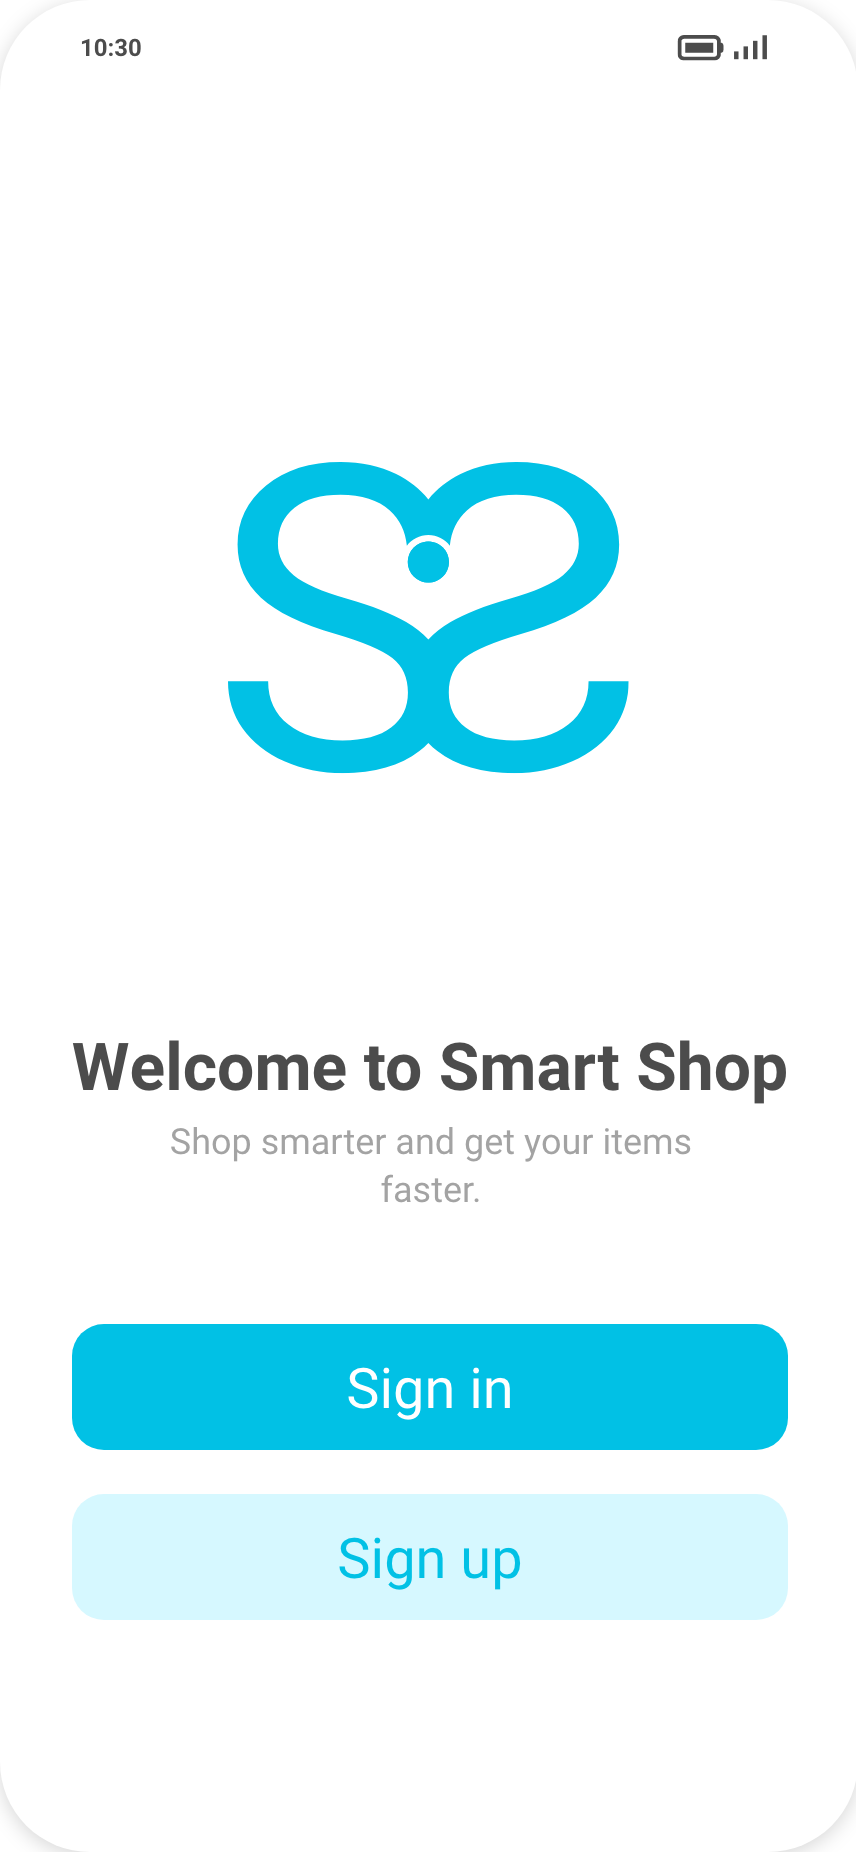 10:30
Welcome to Smart Shop
Shop smarter and get your items
faster.
Sign in
Sign up